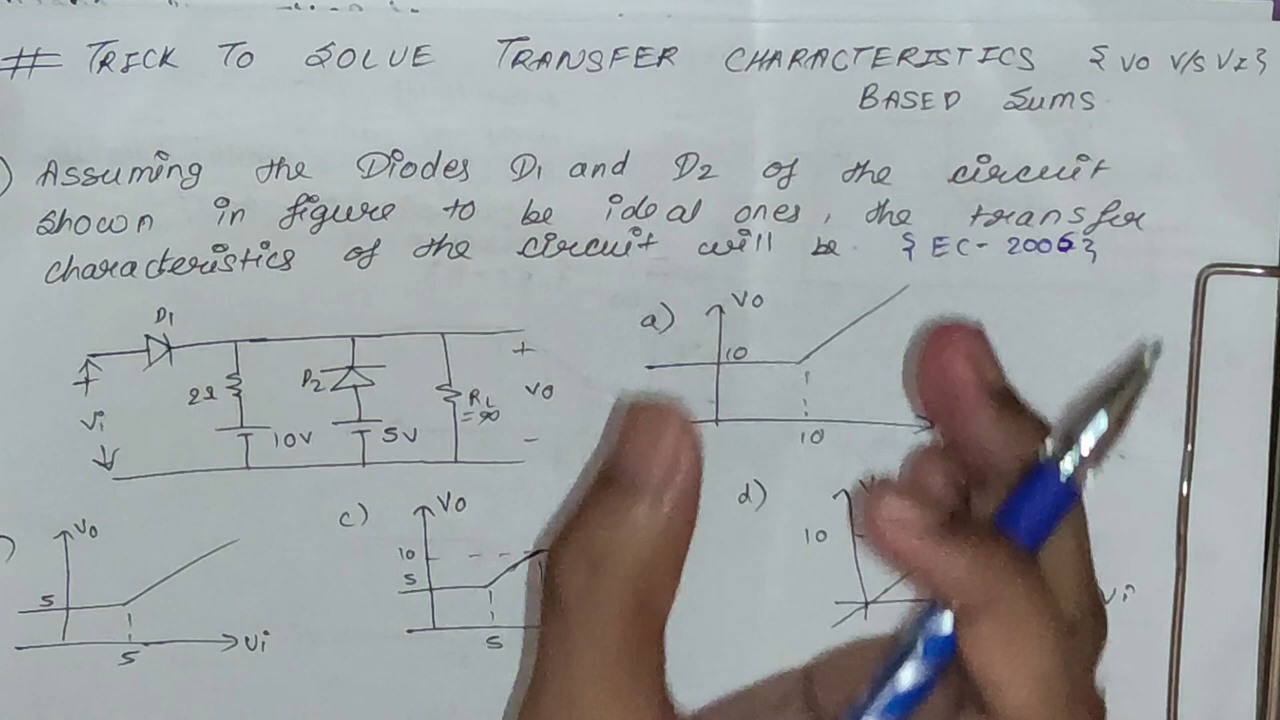 # TRICK TO SOLVE TRANSFER CHARACTERISTICS { VO V/S VI }
BASED SUMS
) Assuming the Diodes D1 and D2 of the circuit
shown in figure to be ideal ones, the transfer
characteristics of the circuit will be. { EC-2006 }
D1
+
Vi
2Ω
10V
D2
5V
RL
=∞
+
VO
-
a)
VO
10
10
) VO
5
5
Vi
c)
VO
10
5
5
d)
10
Vi